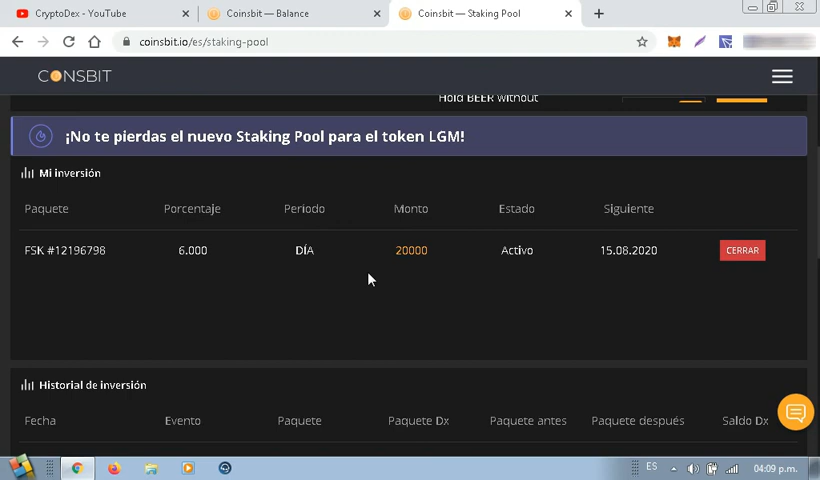 CryptoDex - YouTube
Coinsbit — Balance
Coinsbit — Staking Pool
coinsbit.io/es/staking-pool
CONSBIT
Hold BEER without
¡No te pierdas el nuevo Staking Pool para el token LGM!
Mi inversión
Paquete Porcentaje Periodo Monto Estado Siguiente
FSK #12196798 6.000 DÍA 20000 Activo 15.08.2020 CERRAR
Historial de inversión
Fecha Evento Paquete Paquete Dx Paquete antes Paquete después Saldo Dx
ES 04:09 p.m.